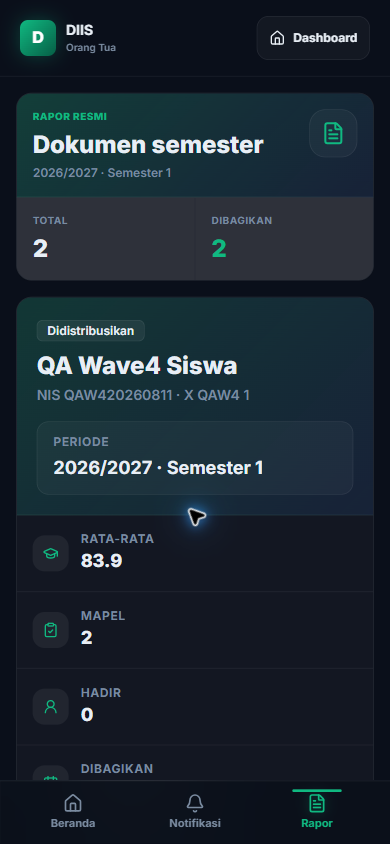 D
DIIS
Orang Tua
Dashboard
RAPOR RESMI
Dokumen semester
2026/2027 · Semester 1
TOTAL
2
DIBAGIKAN
2
Didistribusikan
QA Wave4 Siswa
NIS QAW420260811 · X QAW4 1
PERIODE
2026/2027 · Semester 1
RATA-RATA
83.9
MAPEL
2
HADIR
0
DIBAGIKAN
Beranda
Notifikasi
Rapor